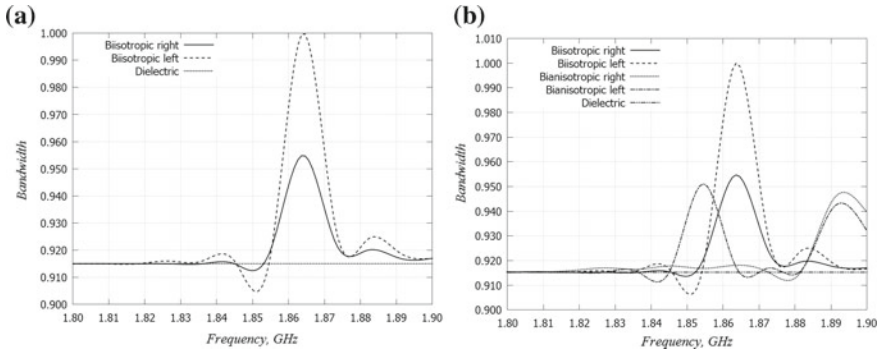 (a)
1.000
0.990
0.980
0.970
0.960
0.950
0.940
0.930
0.920
0.910
0.900
Bandwidth
Biisotropic right
Biisotropic left
Dielectric
1.80 1.81 1.82 1.83 1.84 1.85 1.86 1.87 1.88 1.89 1.90
Frequency, GHz
(b)
1.010
1.000
0.990
0.980
0.970
0.960
0.950
0.940
0.930
0.920
0.910
0.900
Bandwidth
Biisotropic right
Biisotropic left
Bianisotropic right
Bianisotropic left
Dielectric
1.80 1.81 1.82 1.83 1.84 1.85 1.86 1.87 1.88 1.89 1.90
Frequency, GHz